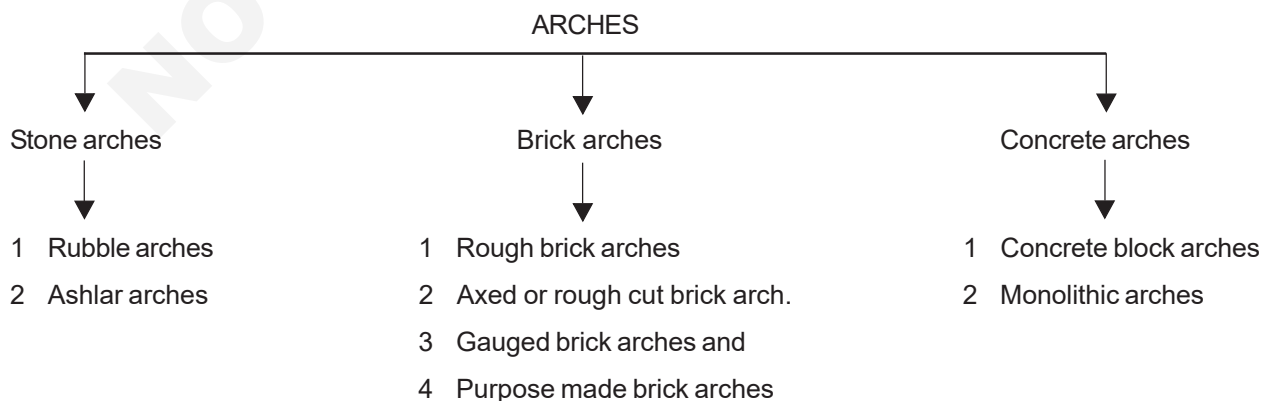 NO
ARCHES
Stone arches
Brick arches
Concrete arches
1 Rubble arches
2 Ashlar arches
1 Rough brick arches
2 Axed or rough cut brick arch.
3 Gauged brick arches and
4 Purpose made brick arches
1 Concrete block arches
2 Monolithic arches